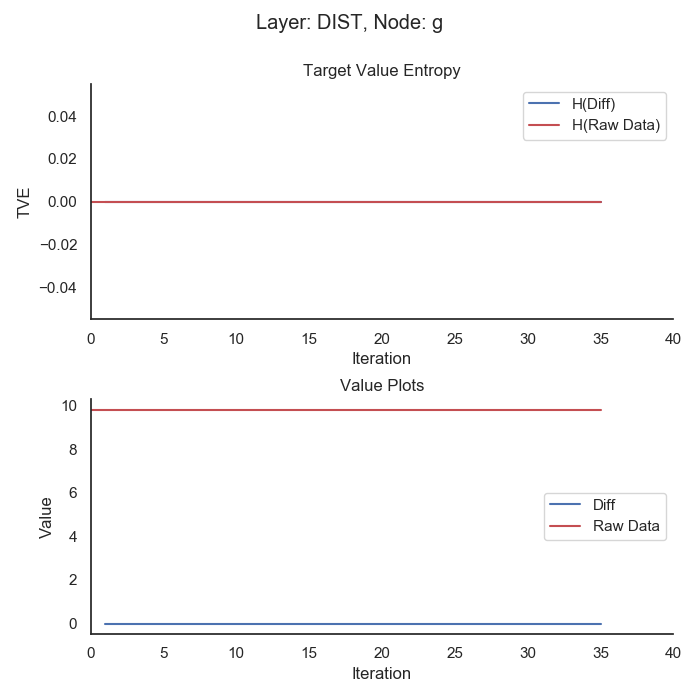 Layer: DIST, Node: g
Target Value Entropy
H(Diff)
H(Raw Data)
TVE
0.04
0.02
0.00
−0.02
−0.04
0 5 10 15 20 25 30 35 40
Iteration
Value Plots
Diff
Raw Data
Value
10
8
6
4
2
0
0 5 10 15 20 25 30 35 40
Iteration